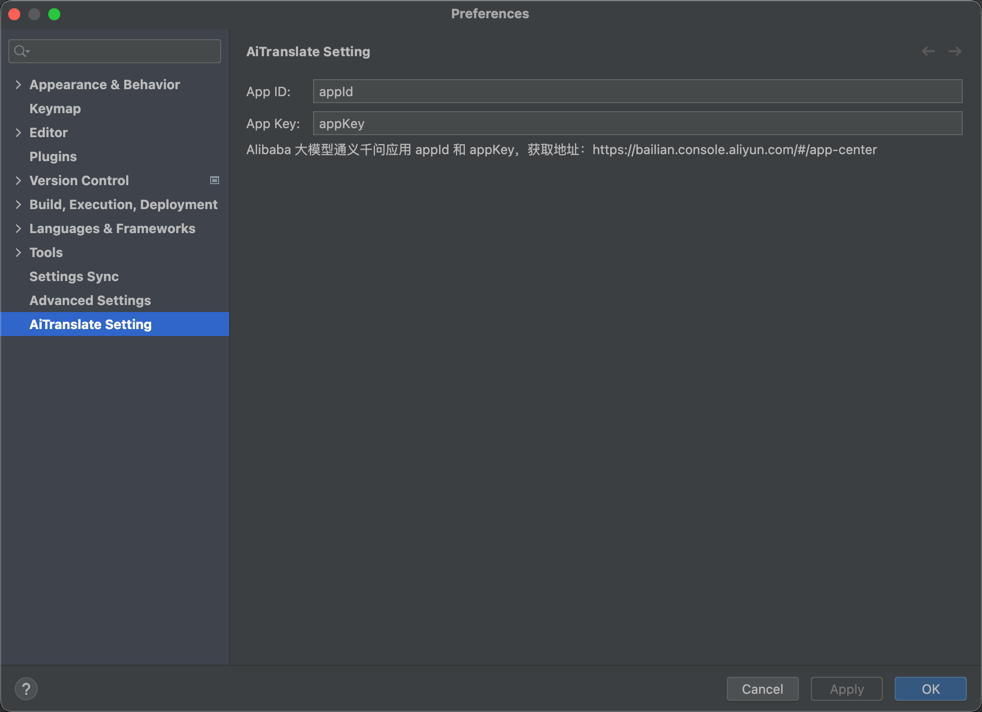 Preferences
Appearance & Behavior
Keymap
Editor
Plugins
Version Control
Build, Execution, Deployment
Languages & Frameworks
Tools
Settings Sync
Advanced Settings
AiTranslate Setting
AiTranslate Setting
App ID: appId
App Key: appKey
Alibaba 大模型通义千问应用 appId 和 appKey，获取地址：https://bailian.console.aliyun.com/#/app-center
?
Cancel
Apply
OK